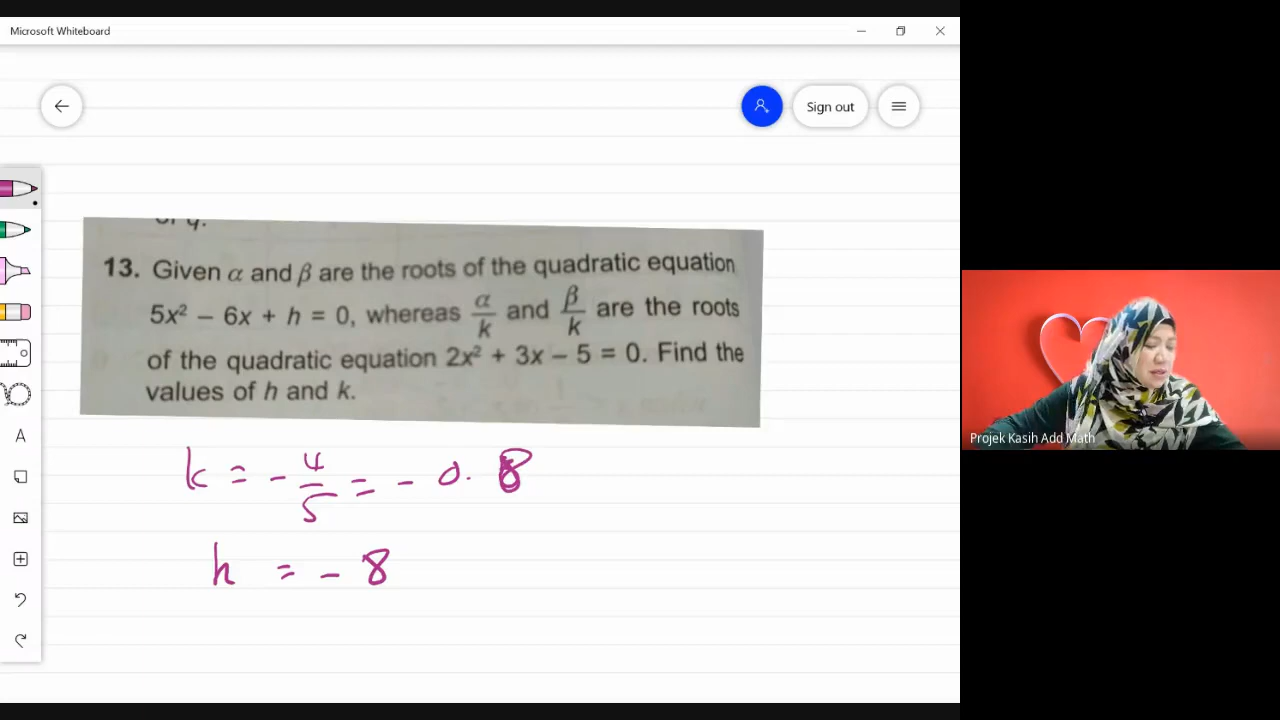 Microsoft Whiteboard
Sign out
13. Given α and β are the roots of the quadratic equation
5x² − 6x + h = 0, whereas α/k and β/k are the roots
of the quadratic equation 2x² + 3x − 5 = 0. Find the
values of h and k.
k = - 4/5 = - 0.8
h = - 8
A
Projek Kasih Add Math